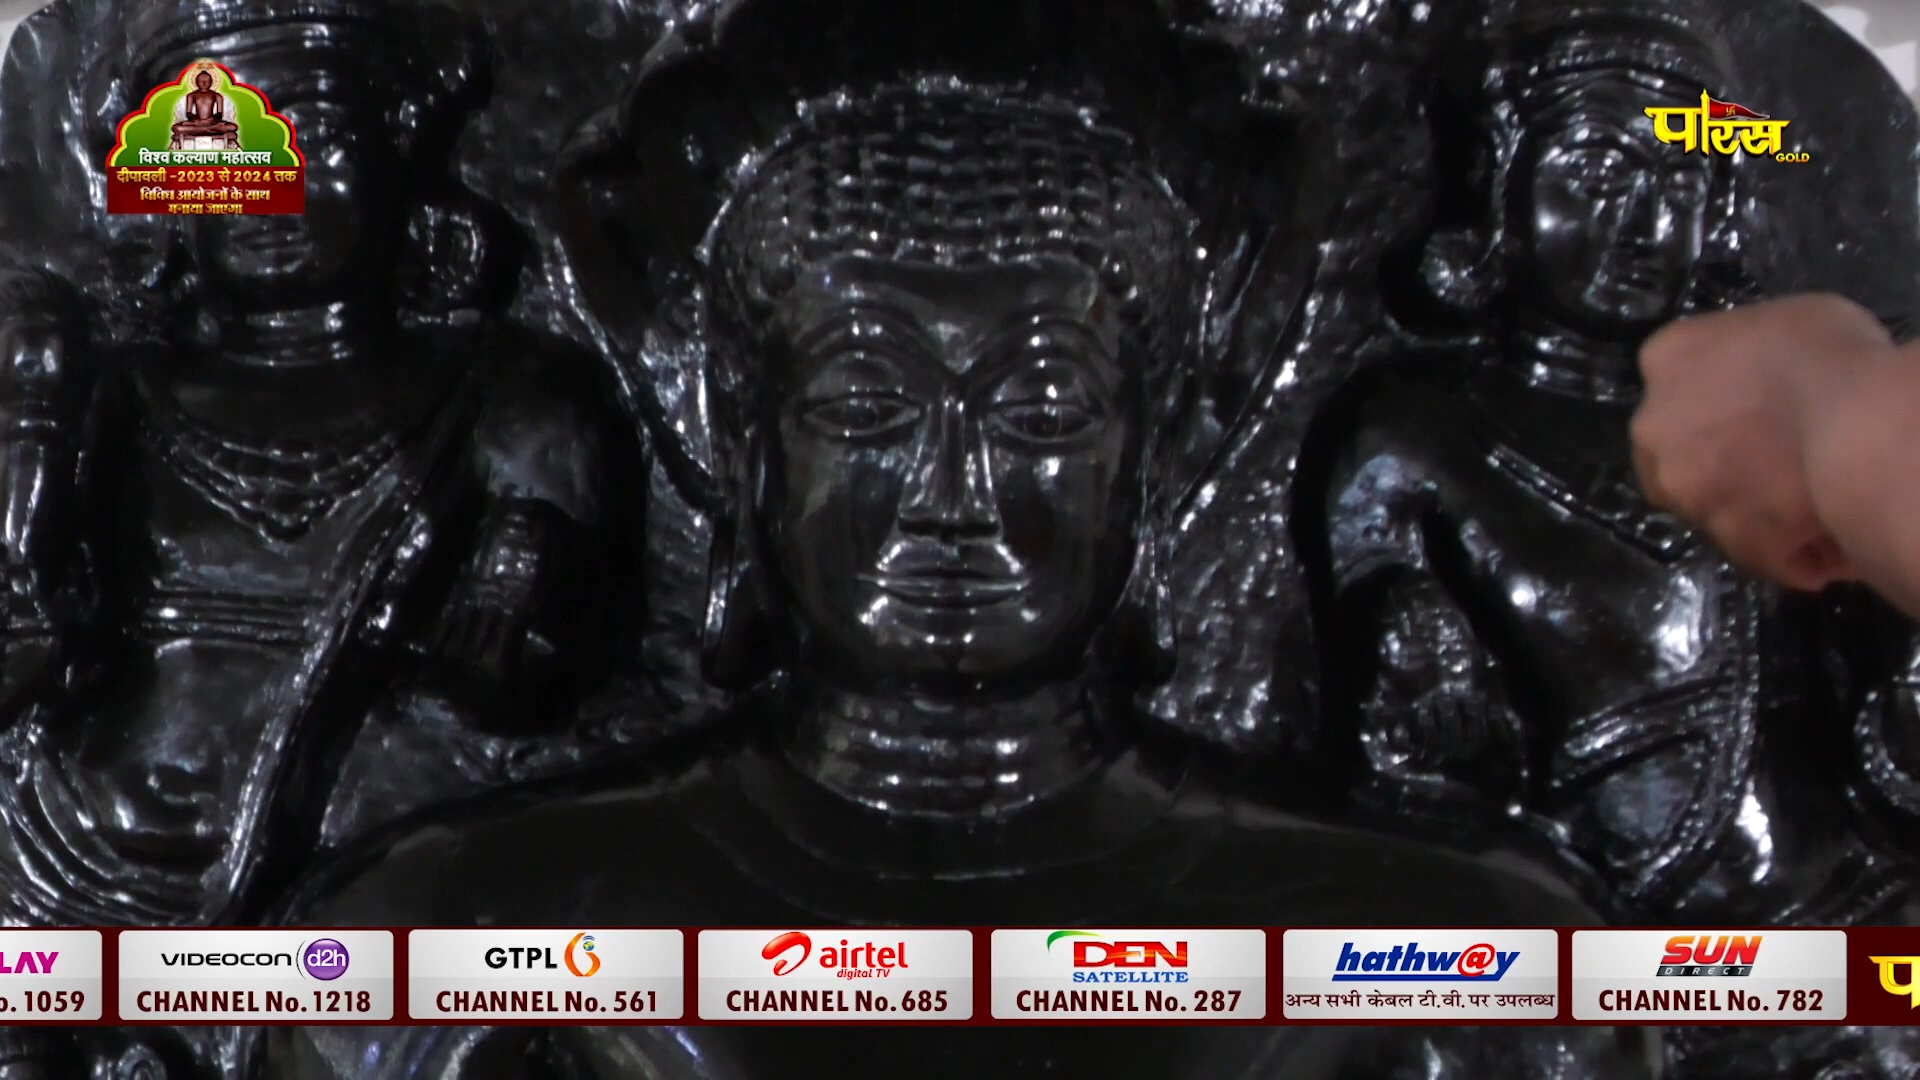 विश्व कल्याण महोत्सव
दीपावली -2023 से 2024 तक
विविध आयोजनों के साथ
मनाया जाएगा
पारस
GOLD
LAY
o. 1059
VIDEOCON d2h
CHANNEL No. 1218
GTPL
CHANNEL No. 561
airtel
digital TV
CHANNEL No. 685
DEN
SATELLITE
CHANNEL No. 287
hathw@y
अन्य सभी केबल टी.वी. पर उपलब्ध
SUN
DIRECT
CHANNEL No. 782